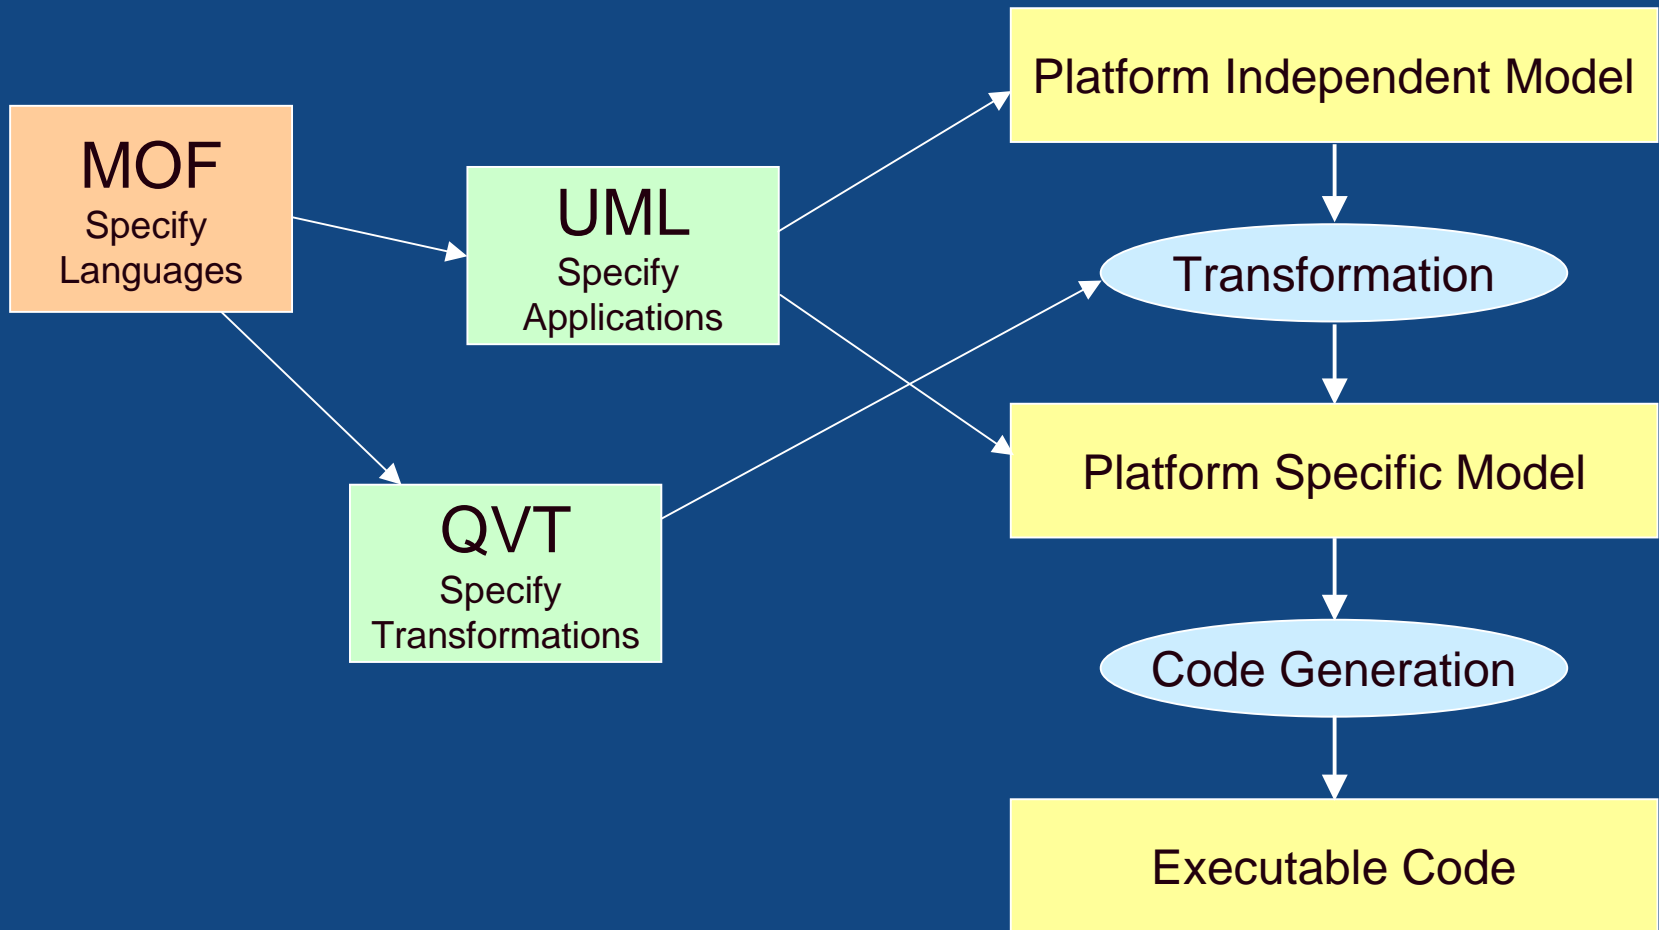 Platform Independent Model
MOF
Specify
Languages
UML
Specify
Applications
Transformation
Platform Specific Model
QVT
Specify
Transformations
Code Generation
Executable Code